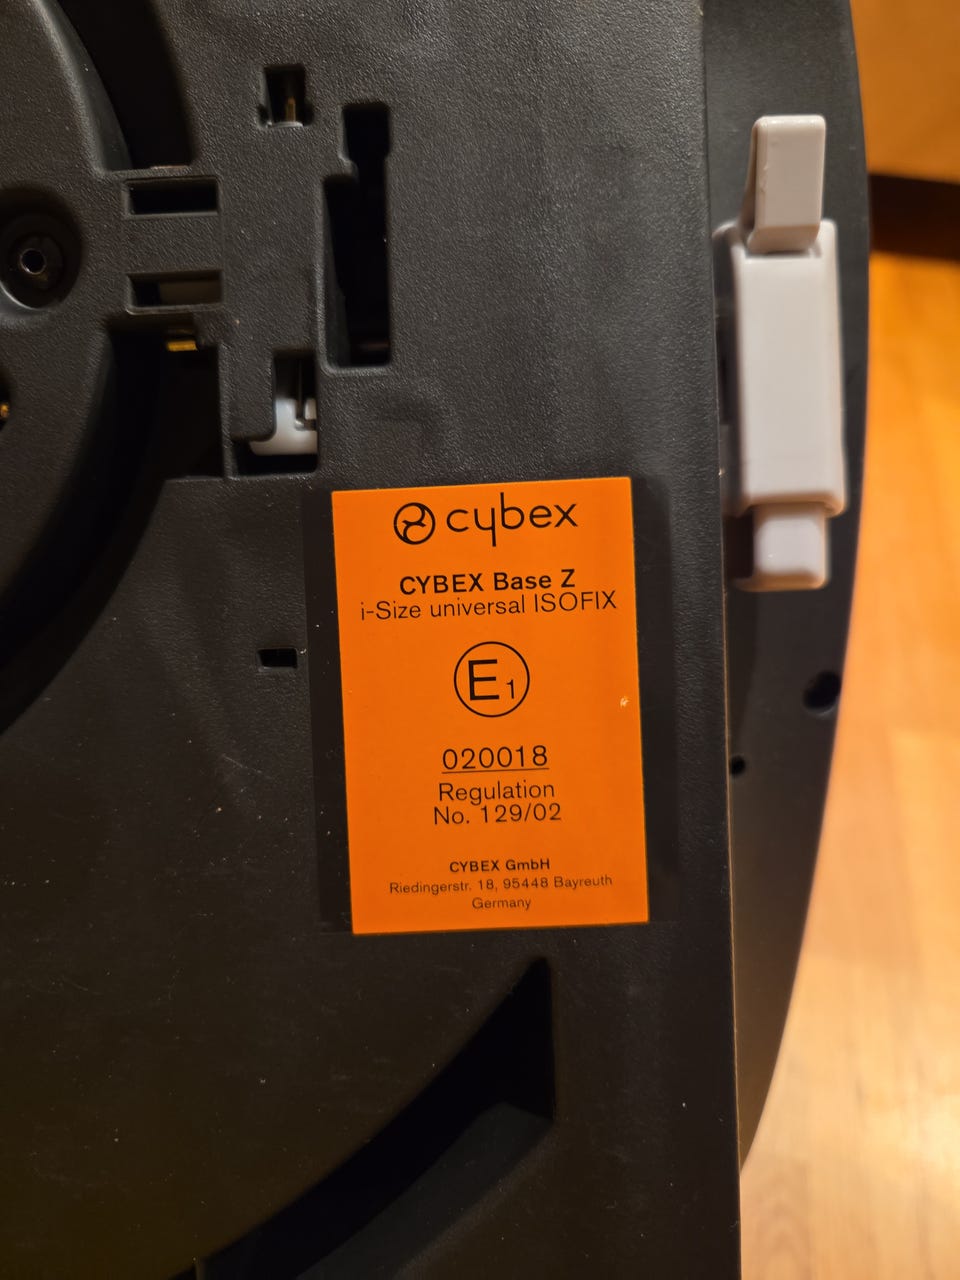 cybex
CYBEX Base Z
i-Size universal ISOFIX
E1
020018
Regulation
No. 129/02
CYBEX GmbH
Riedingerstr. 18, 95448 Bayreuth
Germany